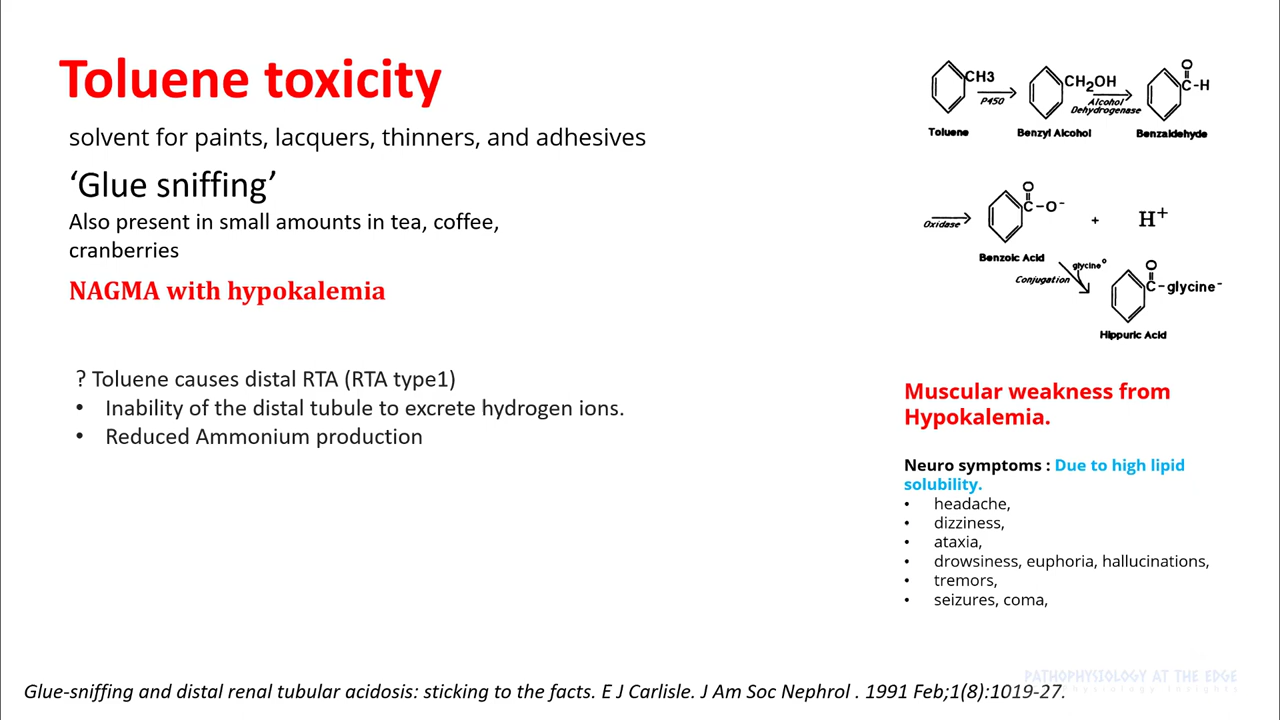 Toluene toxicity
solvent for paints, lacquers, thinners, and adhesives
‘Glue sniffing’
Also present in small amounts in tea, coffee,
cranberries
NAGMA with hypokalemia
? Toluene causes distal RTA (RTA type1)
• Inability of the distal tubule to excrete hydrogen ions.
• Reduced Ammonium production
CH3
P450
CH2OH
Alcohol
Dehydrogenase
O
C-H
Toluene
Benzyl Alcohol
Benzaldehyde
Oxidase
O
C-O⁻
+
H⁺
Benzoic Acid
glycine⁰
Conjugation
O
C-glycine⁻
Hippuric Acid
Muscular weakness from
Hypokalemia.
Neuro symptoms : Due to high lipid
solubility.
• headache,
• dizziness,
• ataxia,
• drowsiness, euphoria, hallucinations,
• tremors,
• seizures, coma,
PATHOPHYSIOLOGY AT THE EDGE
Physiology Insights
Glue-sniffing and distal renal tubular acidosis: sticking to the facts. E J Carlisle. J Am Soc Nephrol . 1991 Feb;1(8):1019-27.